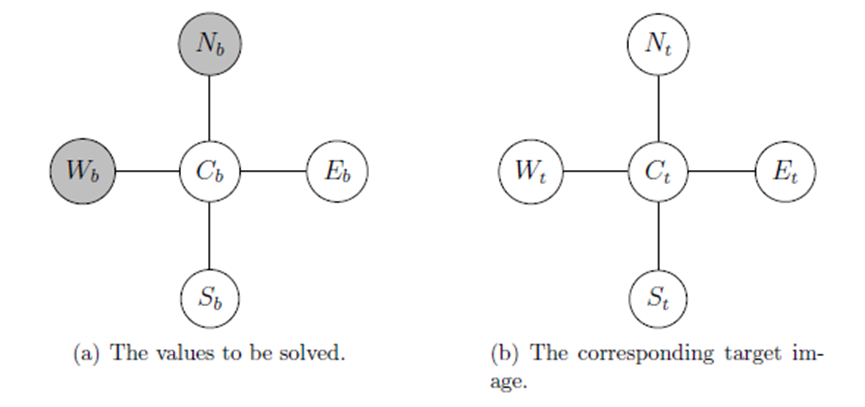 N_b
N_t
W_b C_b E_b
W_t C_t E_t
S_b
S_t
(a) The values to be solved.
(b) The corresponding target im-
age.